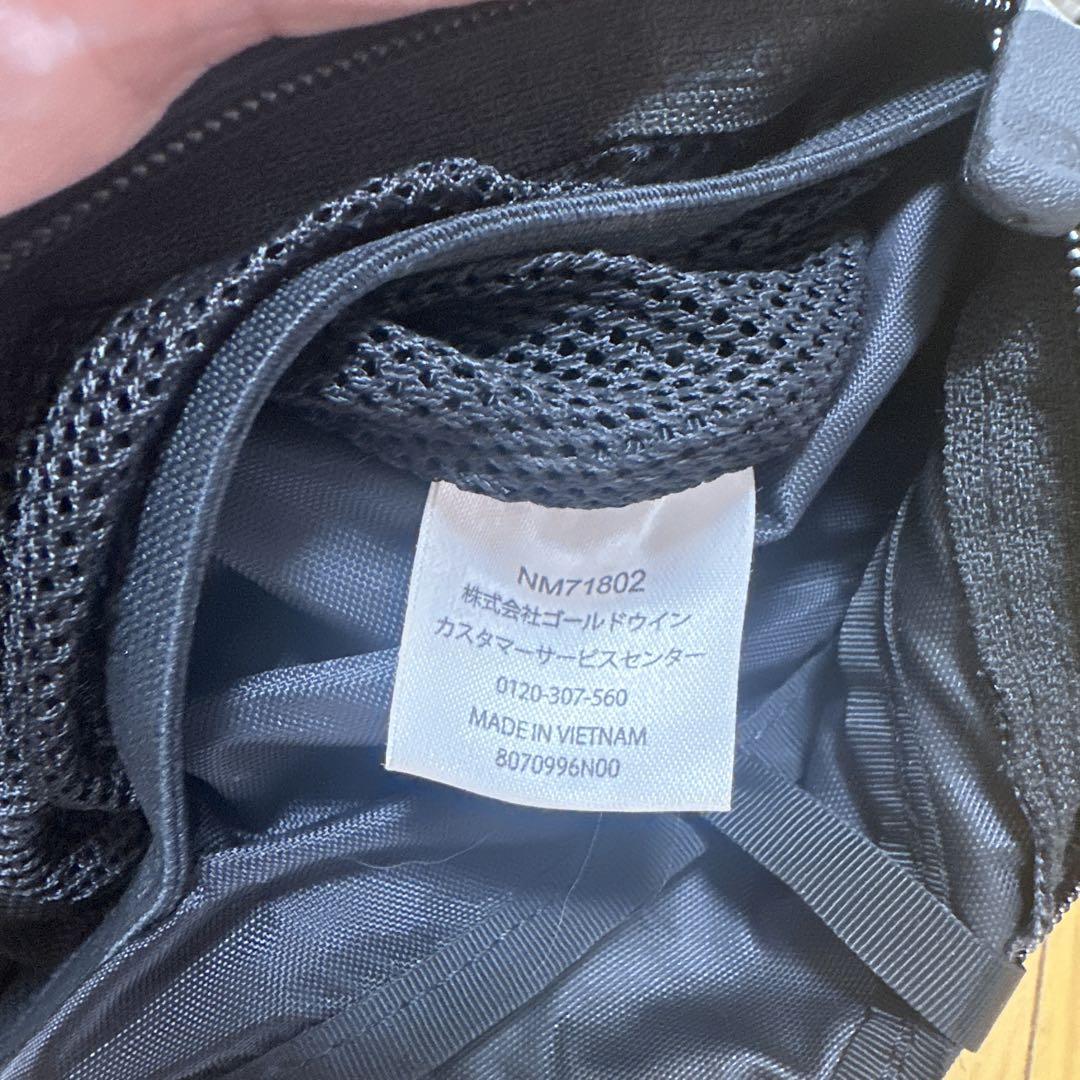 NM71802
株式会社ゴールドウイン
カスタマーサービスセンター
0120-307-560
MADE IN VIETNAM
8070996N00